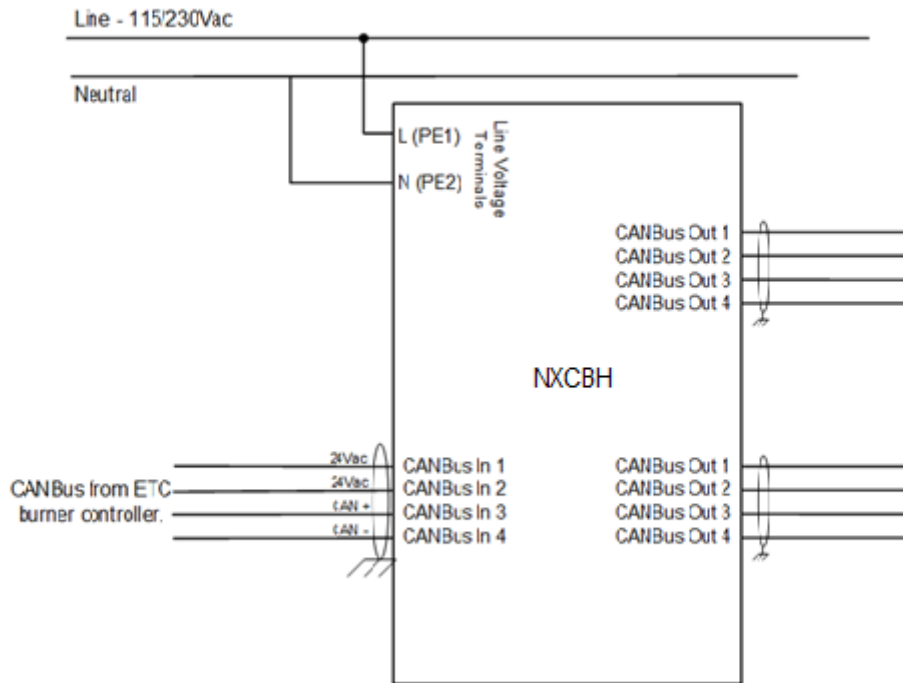 Line - 115/230Vac
Neutral
L (PE1)
N (PE2)
Line Voltage
Terminals
CANBus Out 1
CANBus Out 2
CANBus Out 3
CANBus Out 4
NXCBH
CANBus from ETC
burner controller.
24Vac
24Vac
CAN +
CAN -
CANBus In 1
CANBus In 2
CANBus In 3
CANBus In 4
CANBus Out 1
CANBus Out 2
CANBus Out 3
CANBus Out 4